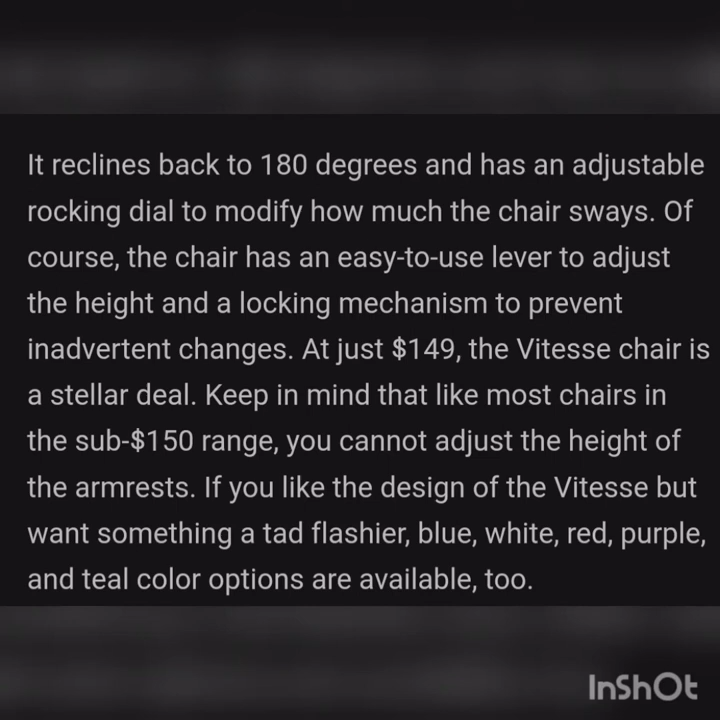 It reclines back to 180 degrees and has an adjustable
rocking dial to modify how much the chair sways. Of
course, the chair has an easy-to-use lever to adjust
the height and a locking mechanism to prevent
inadvertent changes. At just $149, the Vitesse chair is
a stellar deal. Keep in mind that like most chairs in
the sub-$150 range, you cannot adjust the height of
the armrests. If you like the design of the Vitesse but
want something a tad flashier, blue, white, red, purple,
and teal color options are available, too.
InShOt